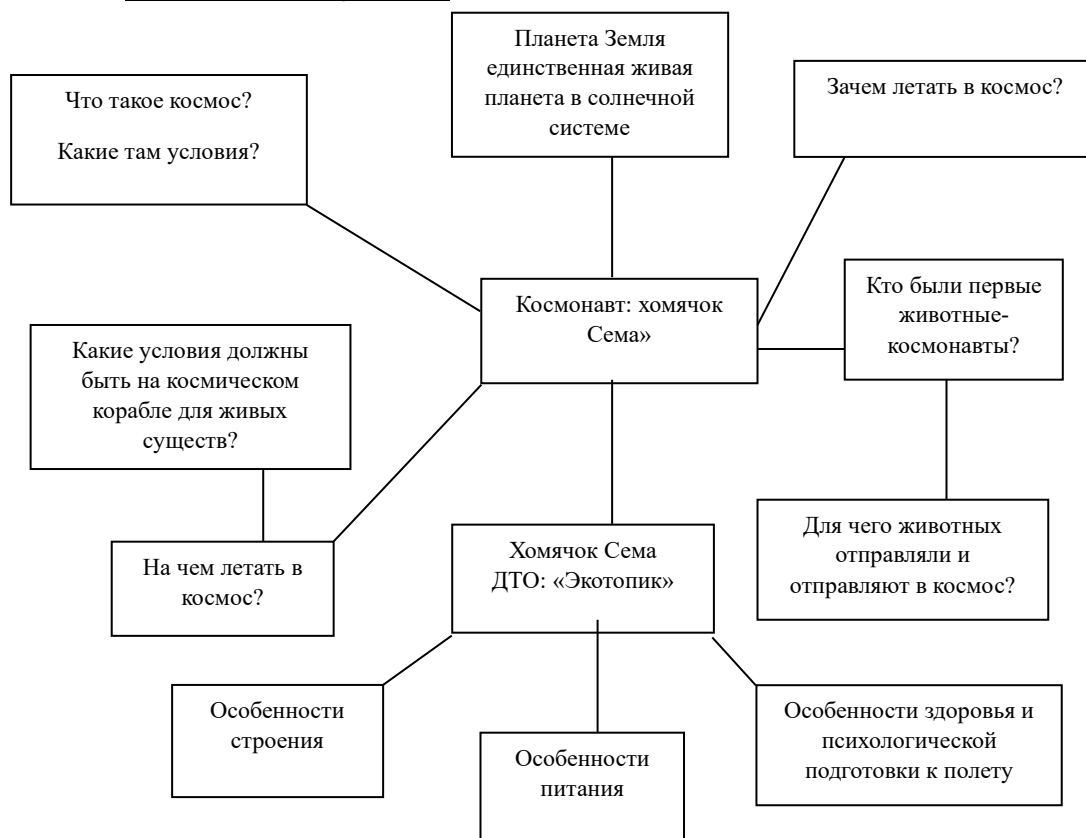 Планета Земля
единственная живая
планета в солнечной
системе
Что такое космос?
Какие там условия?
Зачем летать в космос?
Космонавт: хомячок
Сема»
Кто были первые
животные-
космонавты?
Какие условия должны
быть на космическом
корабле для живых
существ?
На чем летать в
космос?
Хомячок Сема
ДТО: «Экотопик»
Для чего животных
отправляли и
отправляют в космос?
Особенности
строения
Особенности
питания
Особенности здоровья и
психологической
подготовки к полету